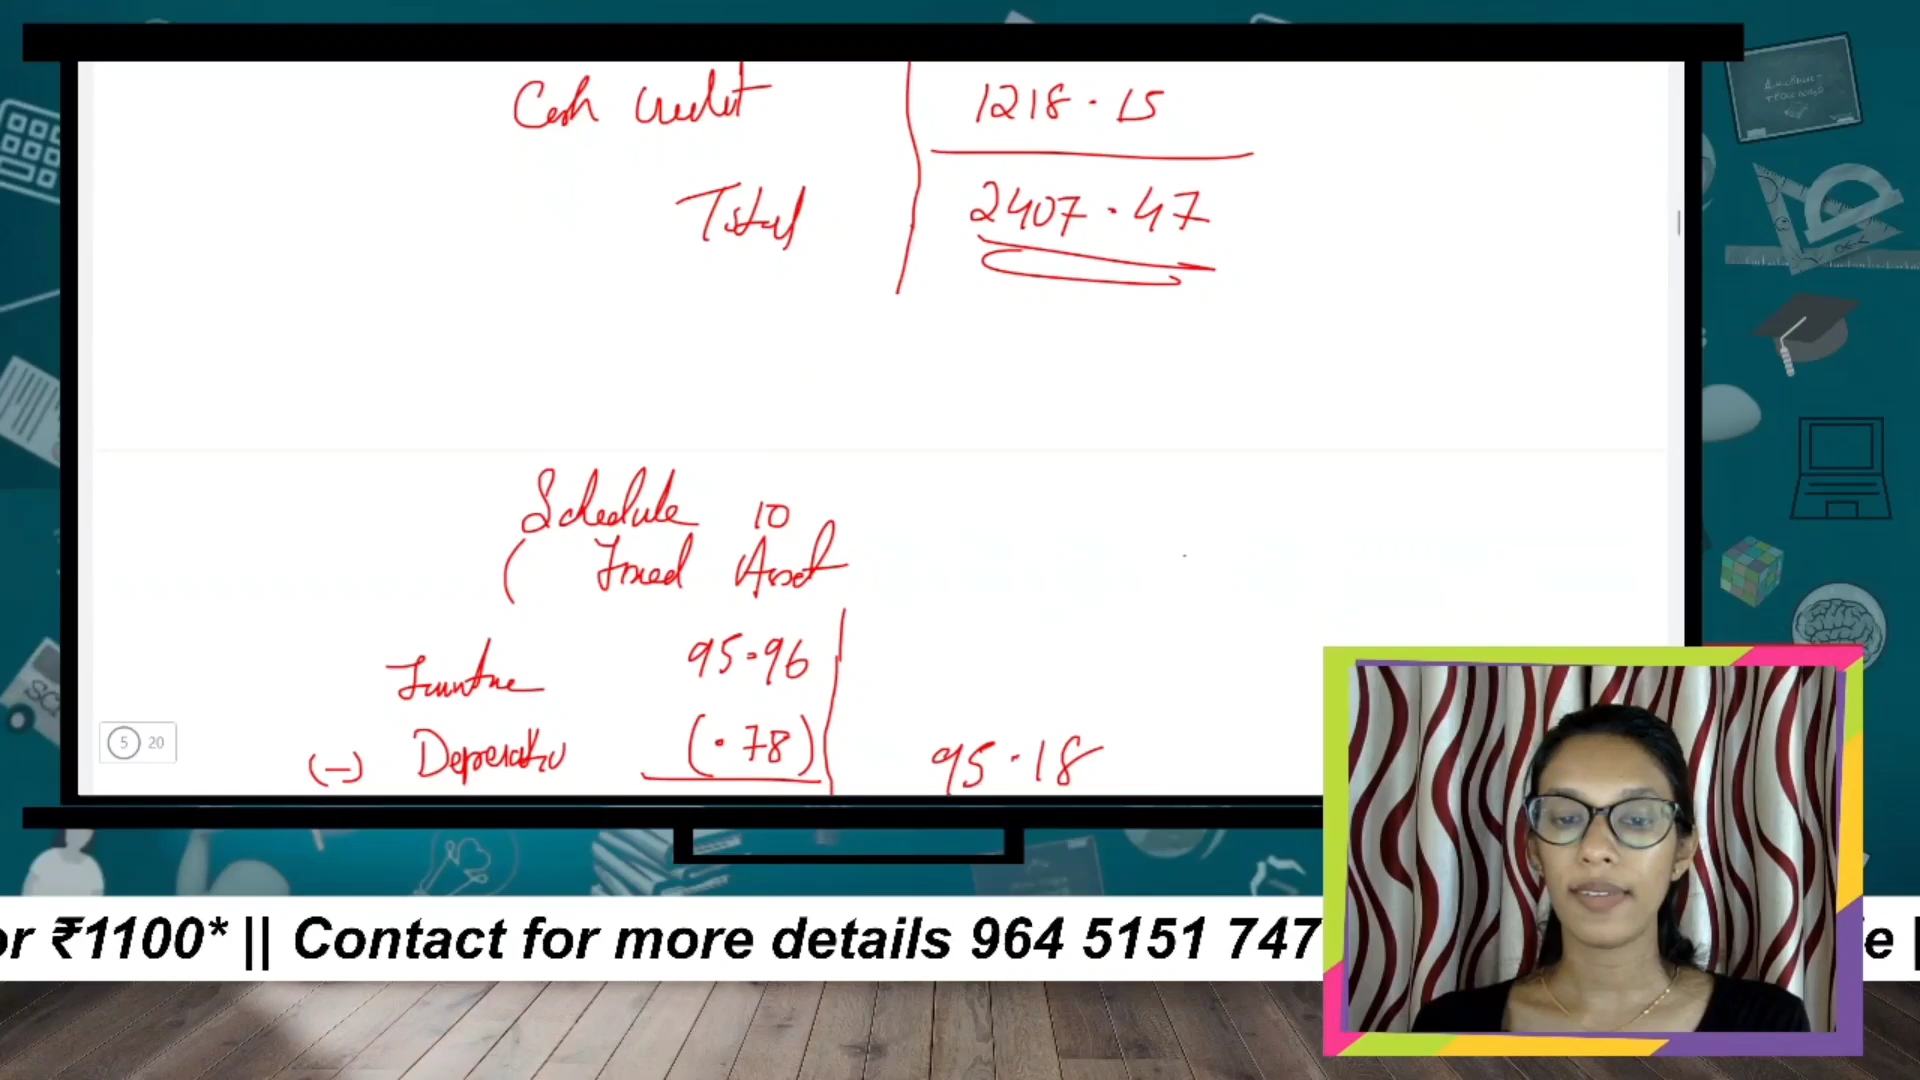 Cash Credit 1218.15
Total 2407.47
Schedule 10
( Fixed Asset
Furniture 95.96
(-) Depreciation (.78) 95.18
5 20
or ₹1100* || Contact for more details 964 5151 747
e |